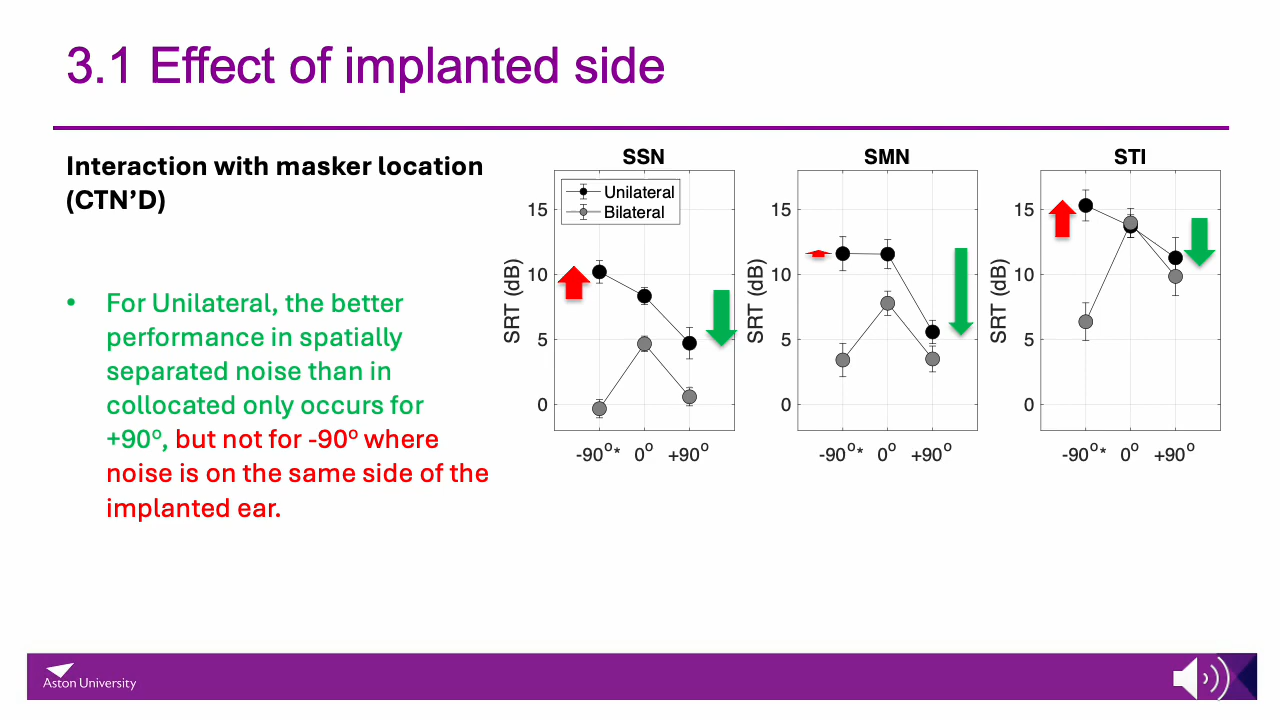 3.1 Effect of implanted side
Interaction with masker location
(CTN’D)
• For Unilateral, the better
performance in spatially
separated noise than in
collocated only occurs for
+90º, but not for -90º where
noise is on the same side of the
implanted ear.
SSN
Unilateral
Bilateral
SRT (dB)
15
10
5
0
-90º* 0º +90º
SMN
SRT (dB)
15
10
5
0
-90º* 0º +90º
STI
SRT (dB)
15
10
5
0
-90º* 0º +90º
Aston University